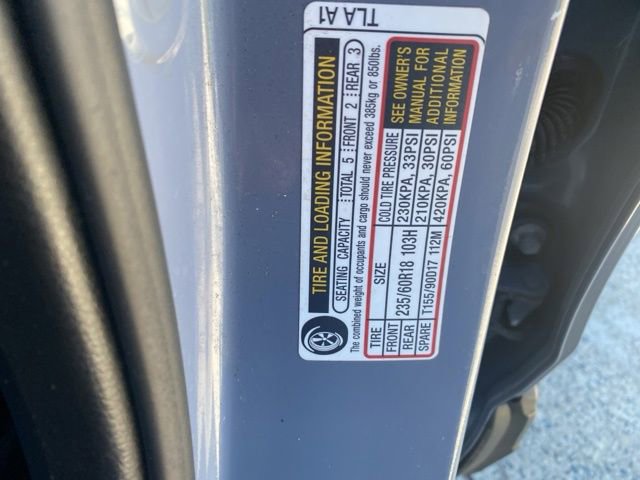 TIRE AND LOADING INFORMATION
SEATING CAPACITY TOTAL 5 FRONT 2 REAR 3
The combined weight of occupants and cargo should never exceed 385kg or 850lbs.
TIRE SIZE COLD TIRE PRESSURE
FRONT 235/60R18 103H 230KPA, 33PSI
REAR 210KPA, 30PSI
SPARE T155/90D17 112M 420KPA, 60PSI
SEE OWNER'S
MANUAL FOR
ADDITIONAL
INFORMATION
TLA A1